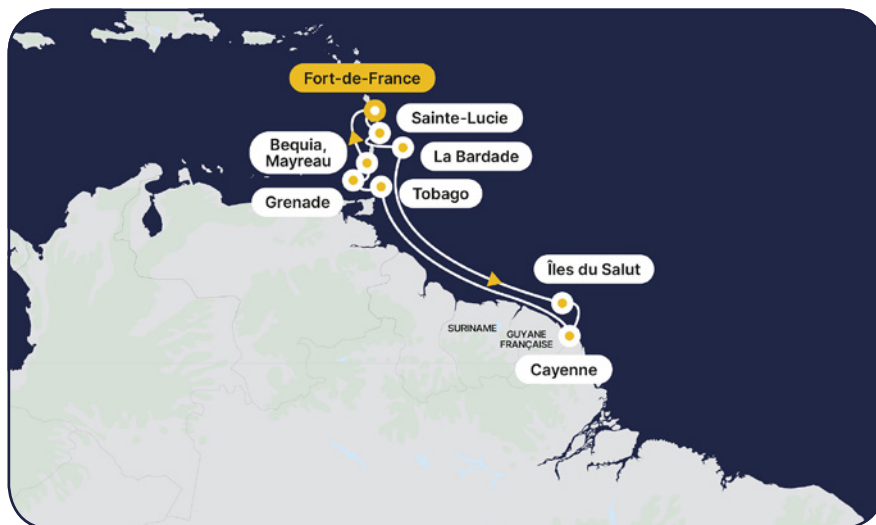 Fort-de-France
Sainte-Lucie
Bequia,
Mayreau
La Bardade
Grenade
Tobago
Îles du Salut
SURINAME
GUYANE
FRANÇAISE
Cayenne